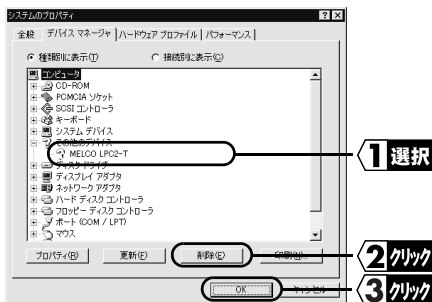 システムのプロパティ
全般 デバイス マネージャ ハードウェア プロファイル パフォーマンス
種類別に表示(T) 接続別に表示(C)
コンピュータ
CD-ROM
PCMCIA ソケット
SCSI コントローラ
キーボード
システム デバイス
その他のデバイス
MELCO LPC2-T
ディスク ドライブ
ディスプレイ アダプタ
ネットワーク アダプタ
ハード ディスク コントローラ
フロッピー ディスク コントローラ
ポート (COM / LPT)
マウス
プロパティ(R) 更新(F) 削除(E) 印刷(N)...
OK キャンセル
1 選択
2 クリック
3 クリック